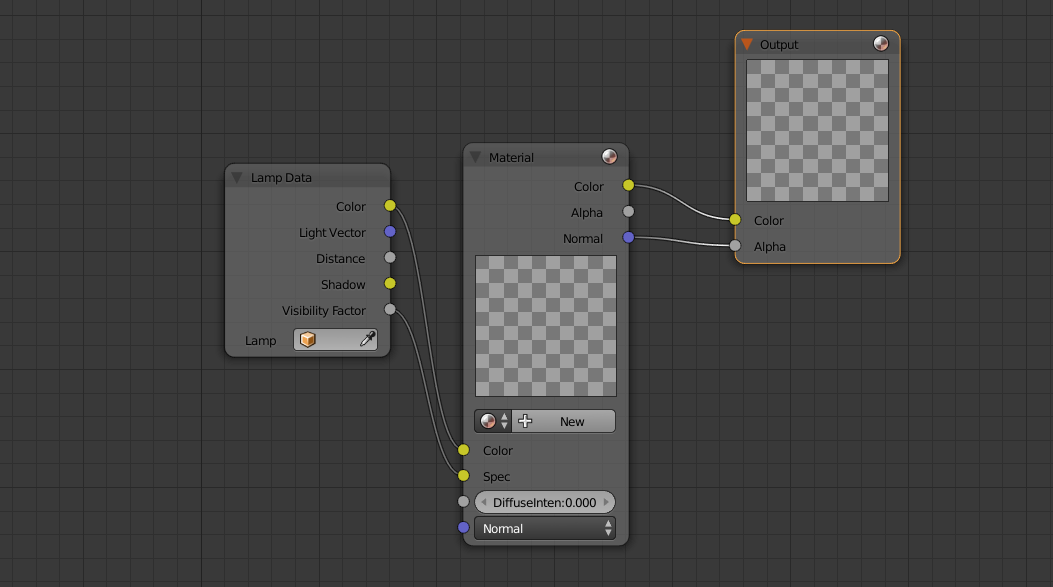 Lamp Data
Color
Light Vector
Distance
Shadow
Visibility Factor
Lamp
Material
Color
Alpha
Normal
New
Color
Spec
DiffuseInten:0.000
Normal
Output
Color
Alpha